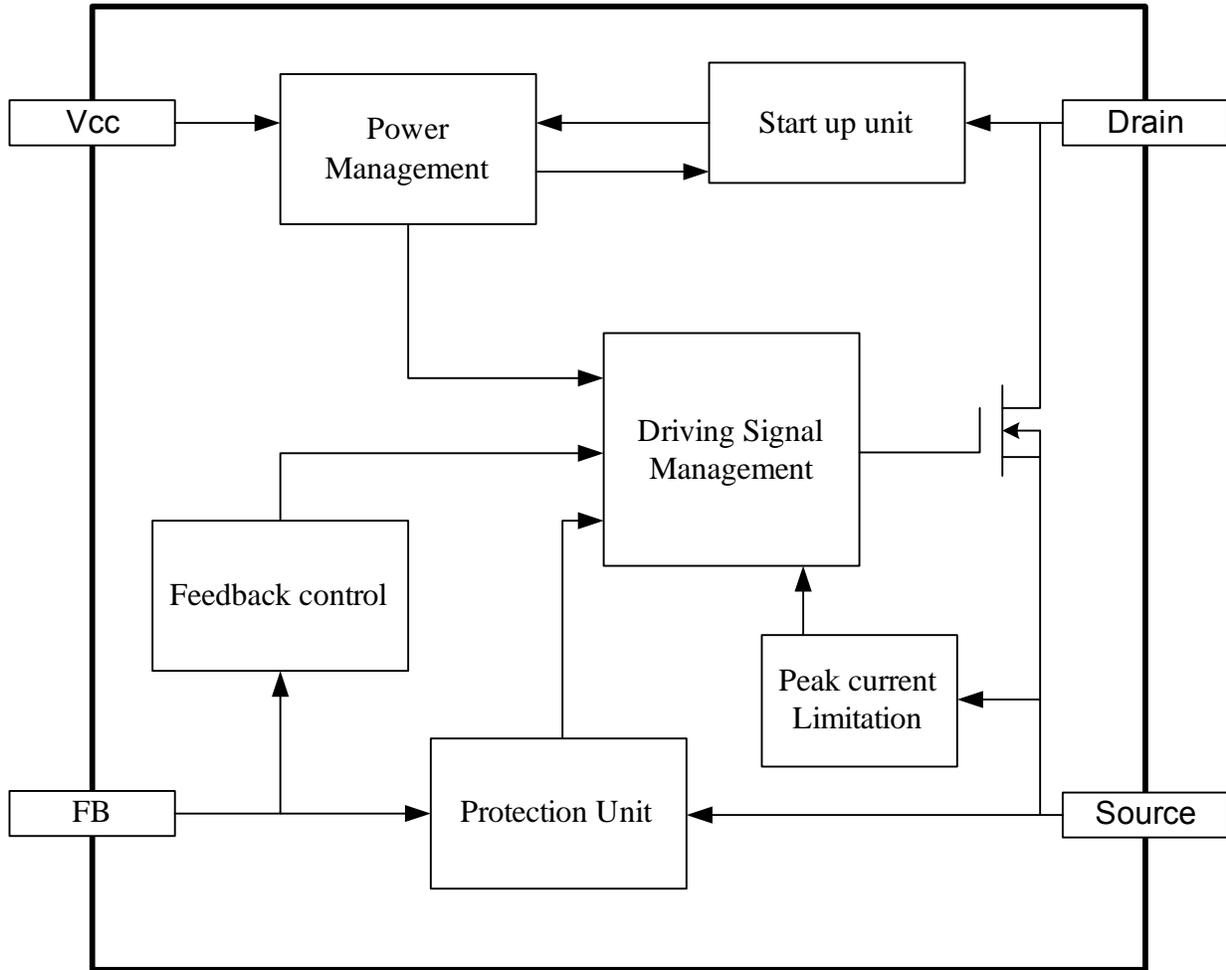 Vcc
Power
Management
Start up unit
Drain
Driving Signal
Management
Feedback control
Peak current
Limitation
FB
Protection Unit
Source